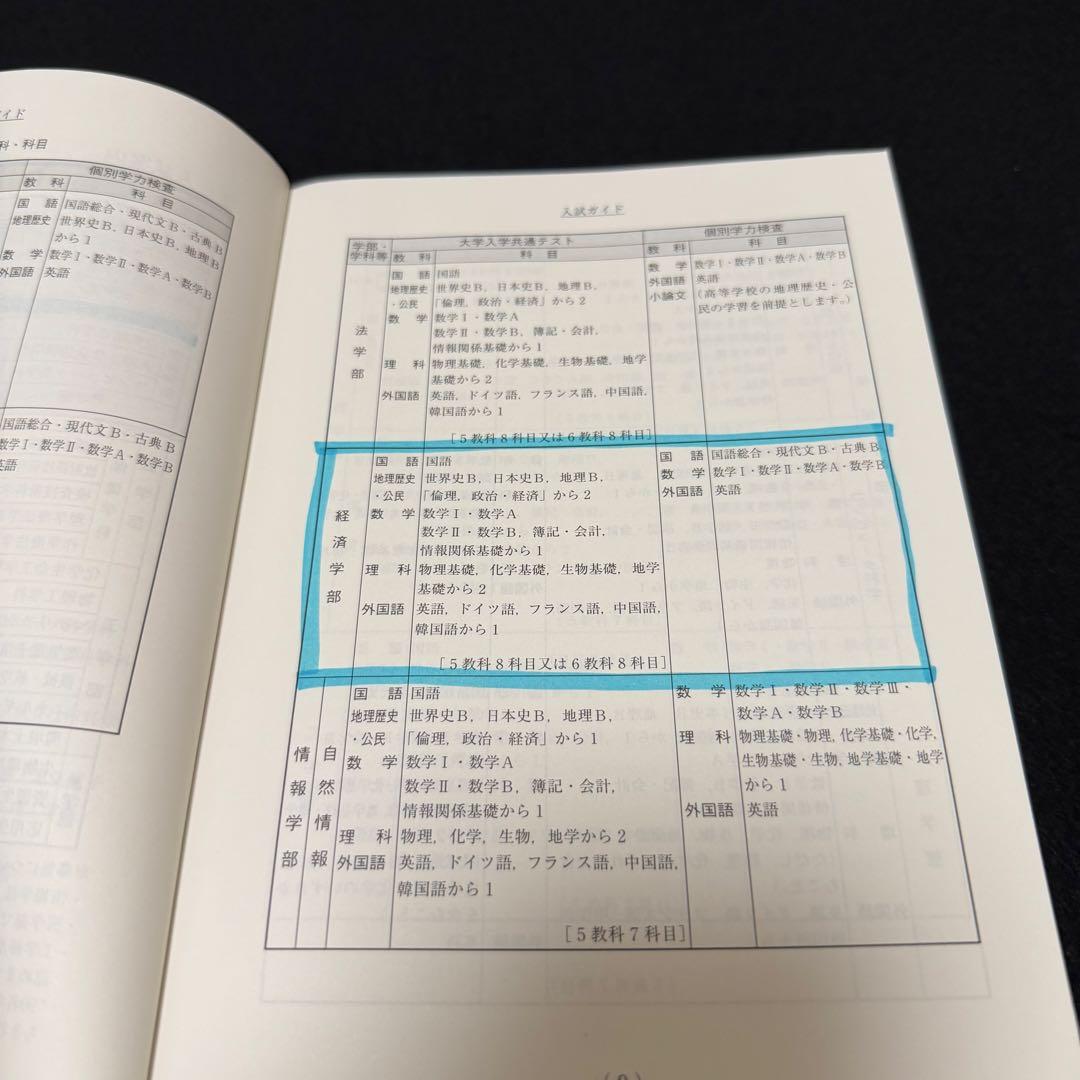 イド
科・科目
個別学力検査
教 科 科 目
国 語 国語総合・現代文B・古典B
地理歴史 世界史B, 日本史B, 地理B
から1
数 学 数学Ⅰ・数学Ⅱ・数学A・数学B
外国語 英語
国語総合・現代文B・古典B
数学Ⅰ・数学Ⅱ・数学A・数学B
英語
入試ガイド
学部・学科等 大学入学共通テスト 個別学力検査
教 科 科 目 教 科 科 目
法学部
国 語 国語
地理歴史 世界史B, 日本史B, 地理B,
・公民 「倫理, 政治・経済」から2
数 学 数学Ⅰ・数学A
数学Ⅱ・数学B, 簿記・会計,
情報関係基礎から1
理 科 物理基礎, 化学基礎, 生物基礎, 地学
基礎から2
外国語 英語, ドイツ語, フランス語, 中国語,
韓国語から1
[5教科8科目又は6教科8科目]
数 学 数学Ⅰ・数学Ⅱ・数学A・数学B
外国語 英語
小論文 (高等学校の地理歴史・公
民の学習を前提とします。)
経済学部
国 語 国語
地理歴史 世界史B, 日本史B, 地理B,
・公民 「倫理, 政治・経済」から2
数 学 数学Ⅰ・数学A
数学Ⅱ・数学B, 簿記・会計,
情報関係基礎から1
理 科 物理基礎, 化学基礎, 生物基礎, 地学
基礎から2
外国語 英語, ドイツ語, フランス語, 中国語,
韓国語から1
[5教科8科目又は6教科8科目]
国 語 国語総合・現代文B・古典B
数 学 数学Ⅰ・数学Ⅱ・数学A・数学B
外国語 英語
情報学部 自然情報
国 語 国語
地理歴史 世界史B, 日本史B, 地理B,
・公民 「倫理, 政治・経済」から1
数 学 数学Ⅰ・数学A
数学Ⅱ・数学B, 簿記・会計,
情報関係基礎から1
理 科 物理, 化学, 生物, 地学から2
外国語 英語, ドイツ語, フランス語, 中国語,
韓国語から1
[5教科7科目]
数 学 数学Ⅰ・数学Ⅱ・数学Ⅲ・
数学A・数学B
理 科 物理基礎・物理, 化学基礎・化学,
生物基礎・生物, 地学基礎・地学
から1
外国語 英語